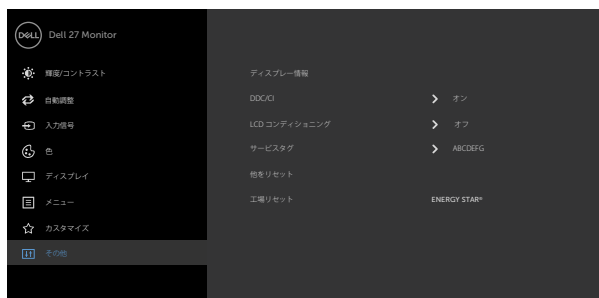 DELL Dell 27 Monitor
輝度/コントラスト
自動調整
入力信号
色
ディスプレイ
メニュー
カスタマイズ
その他
ディスプレー情報
DDC/CI オン
LCD コンディショニング オフ
サービスタグ ABCDEFG
他をリセット
工場リセット ENERGY STAR®